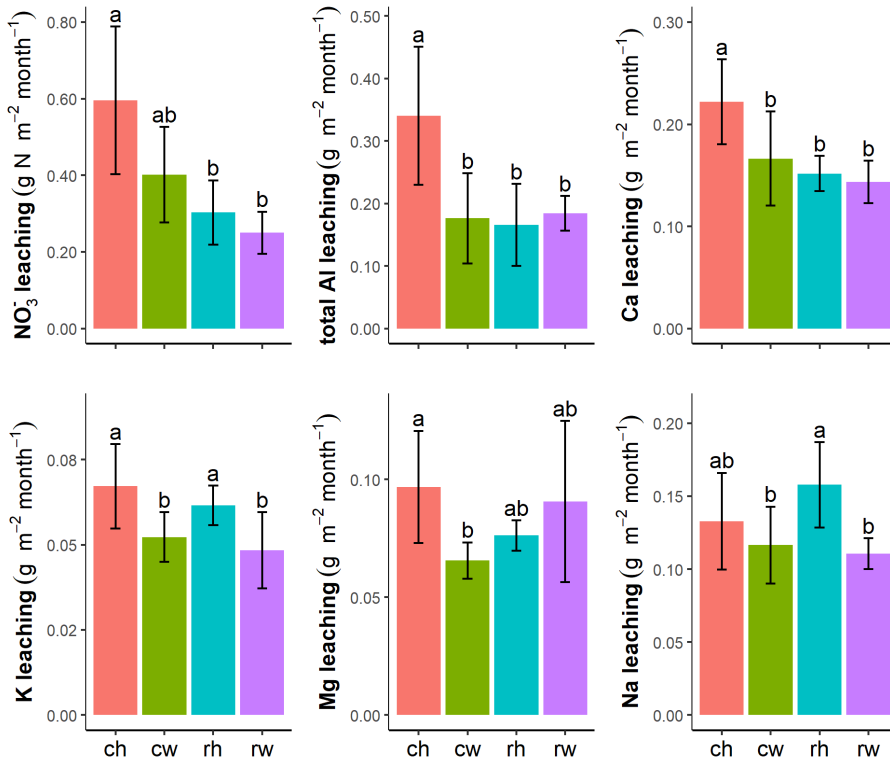 NO₃⁻ leaching (g N m⁻² month⁻¹)
0.80
0.60
0.40
0.20
0.00
a
ab
b
b
total Al leaching (g m⁻² month⁻¹)
0.50
0.40
0.30
0.20
0.10
0.00
a
b
b
b
Ca leaching (g m⁻² month⁻¹)
0.30
0.20
0.10
0.00
a
b
b
b
K leaching (g m⁻² month⁻¹)
0.08
0.05
0.02
0.00
a
b
a
b
ch cw rh rw
Mg leaching (g m⁻² month⁻¹)
0.10
0.05
0.00
a
b
ab
ab
ch cw rh rw
Na leaching (g m⁻² month⁻¹)
0.20
0.15
0.10
0.05
0.00
ab
b
a
b
ch cw rh rw